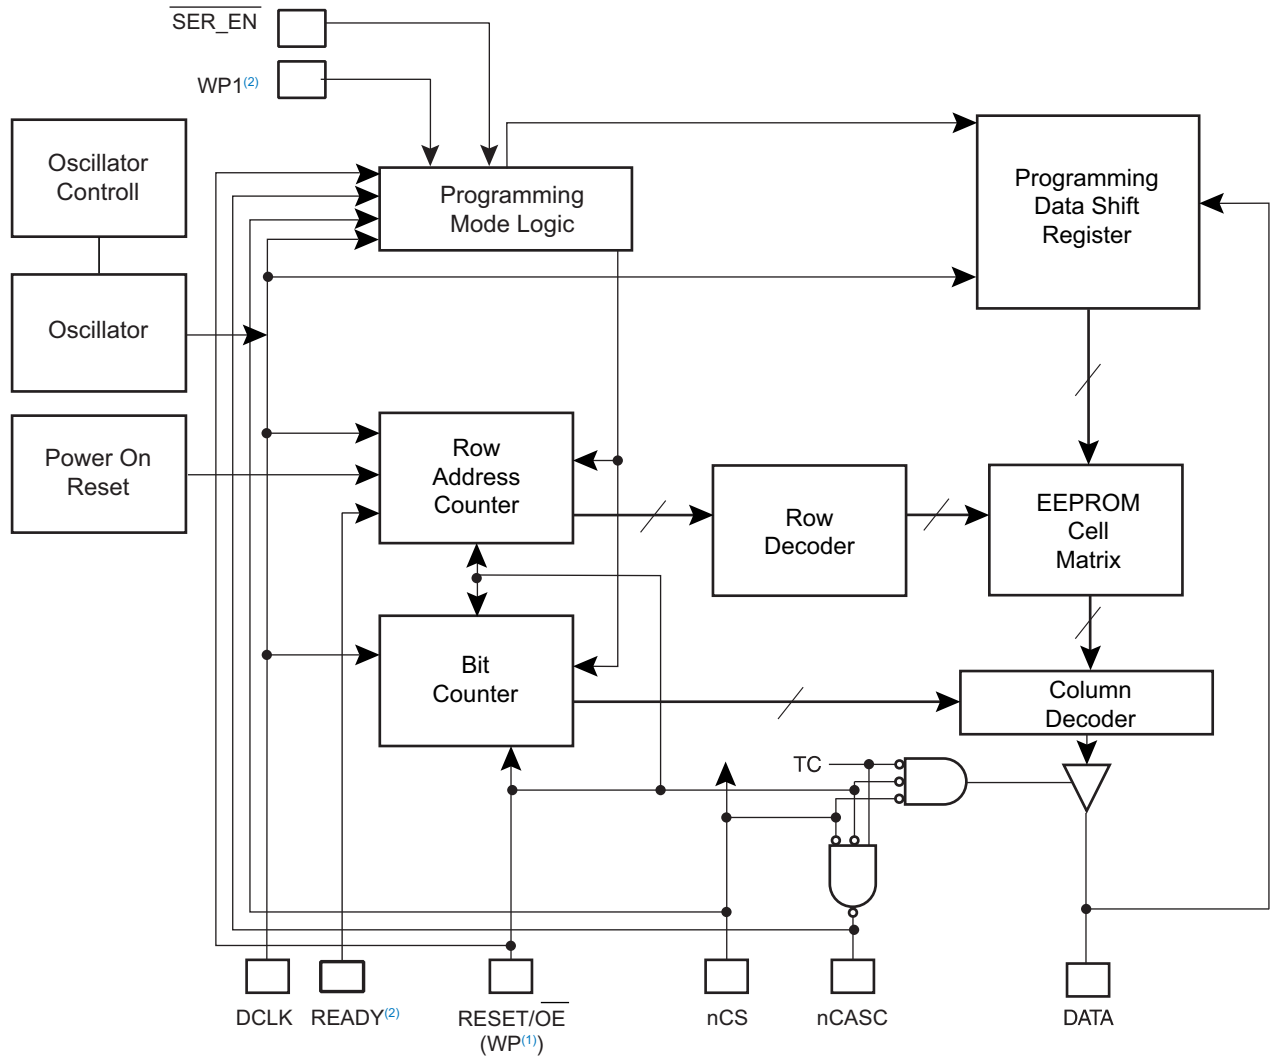 SER_EN
WP1(2)
Oscillator
Controll
Programming
Mode Logic
Programming
Data Shift
Register
Oscillator
Power On
Reset
Row
Address
Counter
Row
Decoder
EEPROM
Cell
Matrix
Bit
Counter
Column
Decoder
TC
DCLK
READY(2)
RESET/OE
(WP(1))
nCS
nCASC
DATA